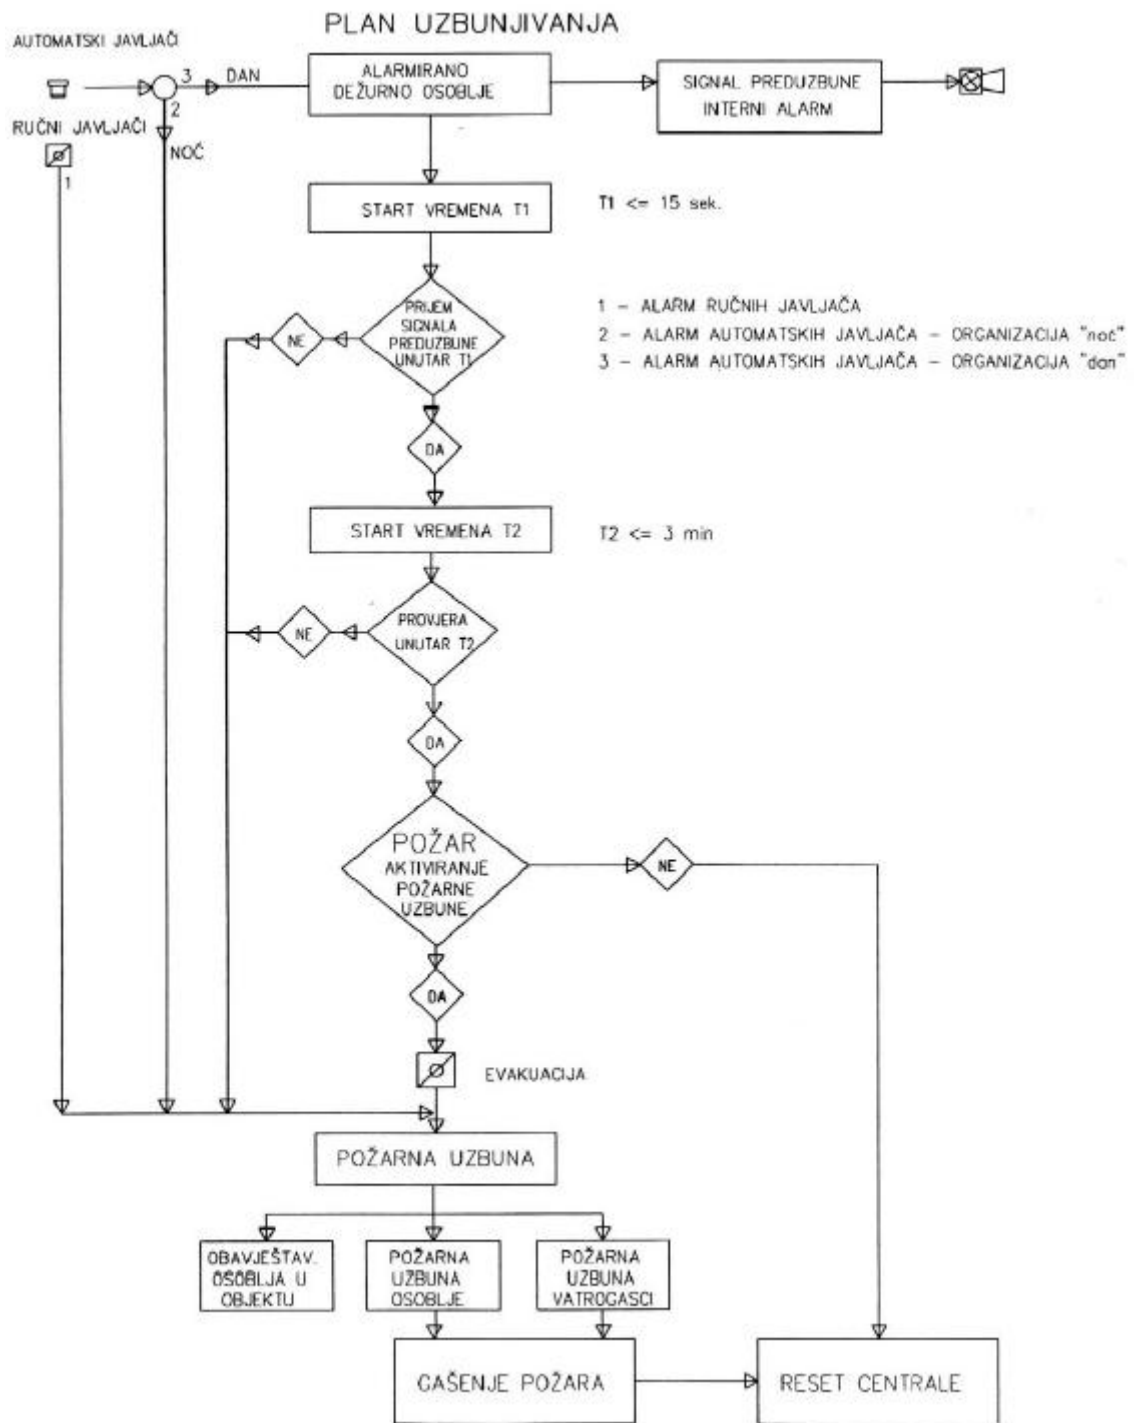 PLAN UZBUNJIVANJA
AUTOMATSKI JAVLJAČI
3
DAN
2
NOĆ
RUČNI JAVLJAČI
1
ALARMIRANO
DEŽURNO OSOBLJE
SIGNAL PREDUZBUNE
INTERNI ALARM
START VREMENA T1
T1 <= 15 sek.
PRIJEM
SIGNALA
PREDUZBUNE
UNUTAR T1
NE
DA
1 – ALARM RUČNIH JAVLJAČA
2 – ALARM AUTOMATSKIH JAVLJAČA – ORGANIZACIJA "noć"
3 – ALARM AUTOMATSKIH JAVLJAČA – ORGANIZACIJA "dan"
START VREMENA T2
T2 <= 3 min
PROVJERA
UNUTAR T2
NE
DA
POŽAR
AKTIVIRANJE
POŽARNE
UZBUNE
NE
DA
EVAKUACIJA
POŽARNA UZBUNA
OBAVJEŠTAV.
OSOBLJA U
OBJEKTU
POŽARNA
UZBUNA
OSOBLJE
POŽARNA
UZBUNA
VATROGASCI
GAŠENJE POŽARA
RESET CENTRALE